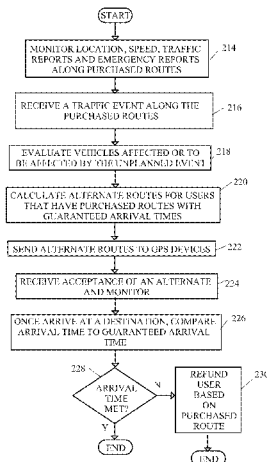 START
MONITOR LOCATION, SPEED, TRAFFIC
REPORTS AND EMERGENCY REPORTS
ALONG PURCHASED ROUTES
214
RECEIVE A TRAFFIC EVENT ALONG THE
PURCHASED ROUTES
216
EVALUATE VEHICLES AFFECTED OR TO
BE AFFECTED BY THE UNPLANNED EVENT
218
220
CALCULATE ALTERNATE ROUTES FOR USERS
THAT HAVE PURCHASED ROUTES WITH
GUARANTEED ARRIVAL TIMES
SEND ALTERNATE ROUTES TO GPS DEVICES
222
RECEIVE ACCEPTANCE OF AN ALTERNATE
AND MONITOR
224
226
ONCE ARRIVE AT A DESTINATION, COMPARE
ARRIVAL TIME TO GUARANTEED ARRIVAL
TIME
228
ARRIVAL
TIME
MET?
N
Y
END
230
REFUND
USER
BASED
ON
PURCHASED
ROUTE
END